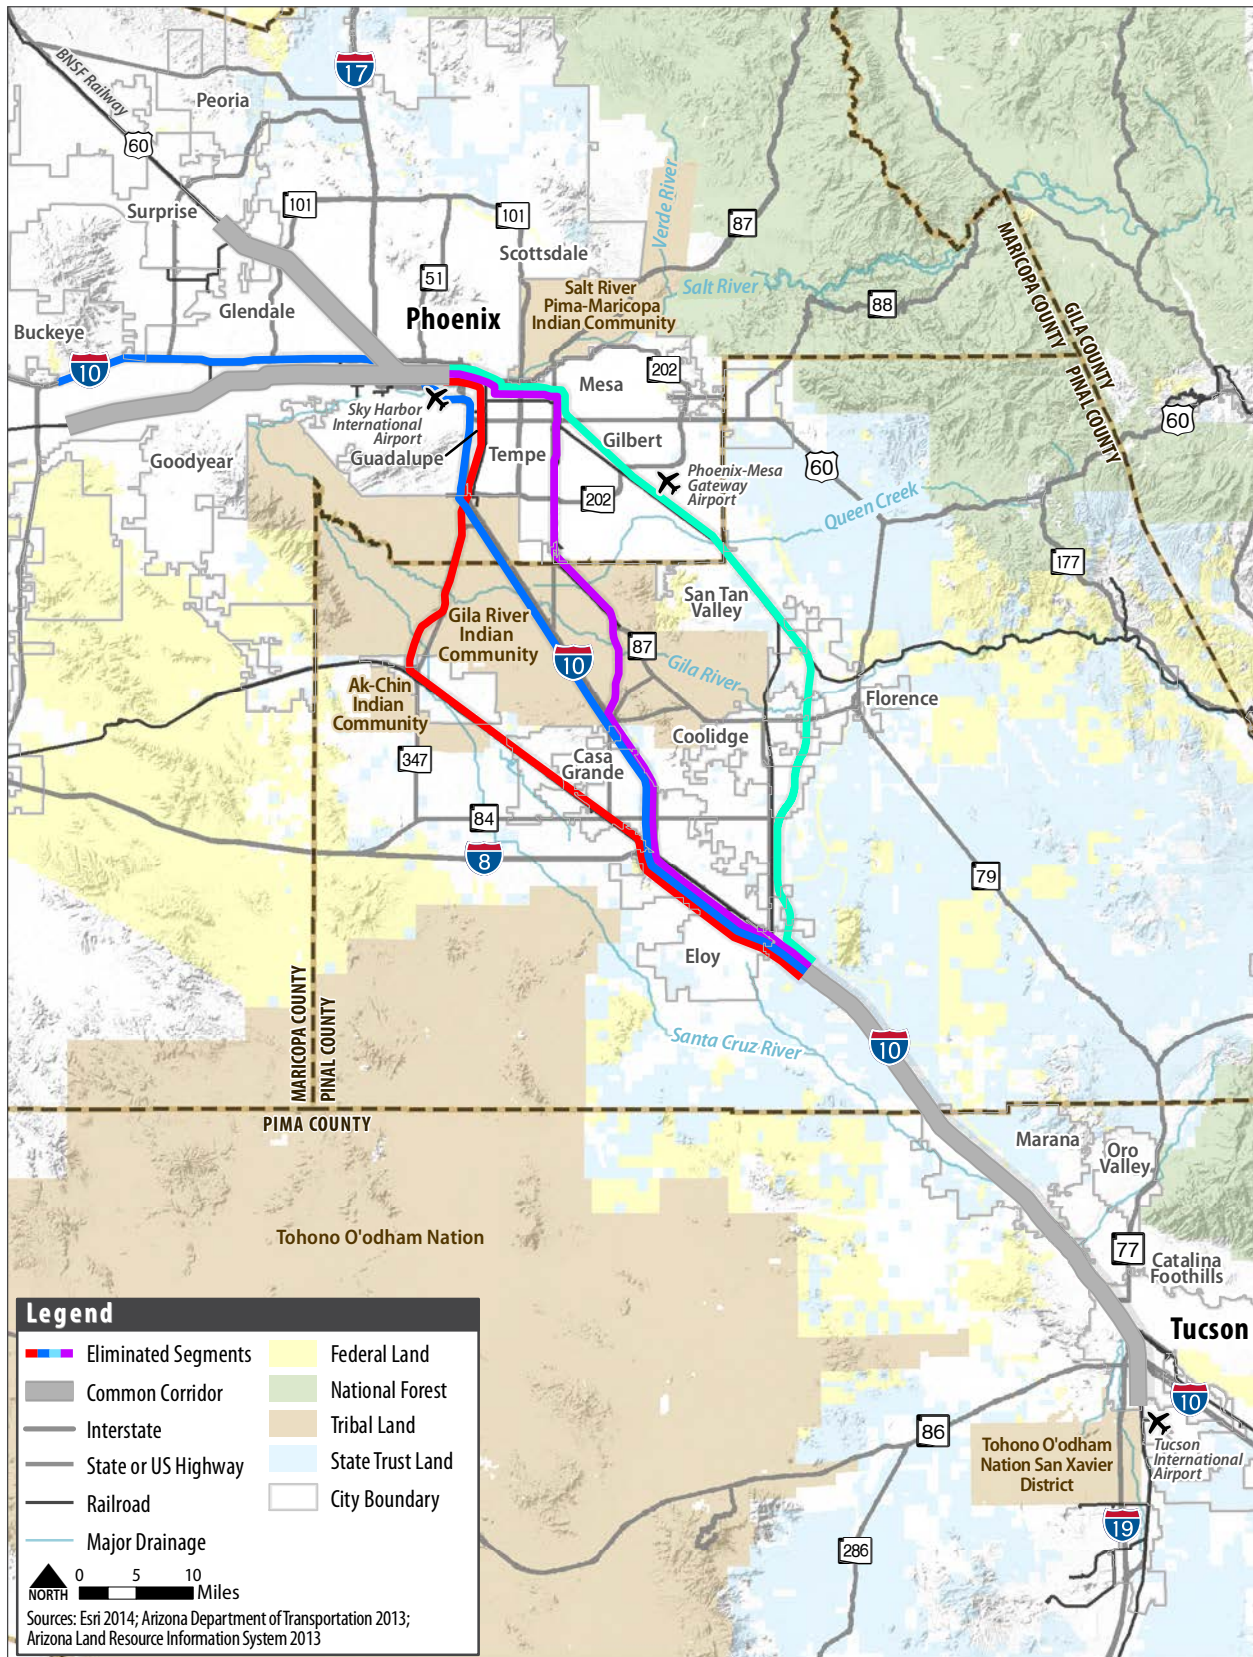 17
BNSF Railway
Peoria
60
101
Surprise
101
Verde River
87
Scottsdale
MARICOPA COUNTY
GILA COUNTY
51
Salt River
Pima-Maricopa
Indian Community
Salt River
88
Glendale
Phoenix
Buckeye
10
Mesa
202
PINAL COUNTY
60
Sky Harbor
International
Airport
Guadalupe
Goodyear
Tempe
Gilbert
60
Phoenix-Mesa
Gateway
Airport
202
Queen Creek
177
San Tan
Valley
Gila River
Indian
Community
10
87
Gila River
Ak-Chin
Indian
Community
Florence
Coolidge
347
Casa
Grande
84
8
79
Eloy
MARICOPA COUNTY
PINAL COUNTY
Santa Cruz River
10
PIMA COUNTY
Marana
Oro
Valley
Tohono O'odham Nation
77
Catalina
Foothills
Tucson
10
86
Tohono O'odham
Nation San Xavier
District
Tucson
International
Airport
19
286
Legend
Eliminated Segments
Common Corridor
Interstate
State or US Highway
Railroad
Major Drainage
Federal Land
National Forest
Tribal Land
State Trust Land
City Boundary
NORTH
0 5 10
Miles
Sources: Esri 2014; Arizona Department of Transportation 2013;
Arizona Land Resource Information System 2013